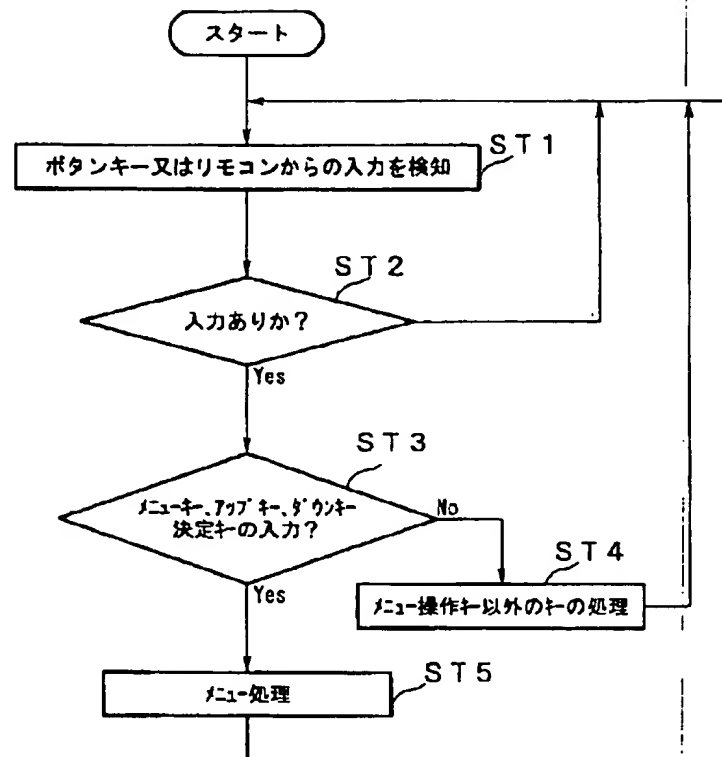 スタート
ボタンキー又はリモコンからの入力を検知
ST1
ST2
入力ありか?
Yes
ST3
メニューキー、アップキー、ダウンキー
決定キーの入力?
No
Yes
ST4
メニュー操作キー以外のキーの処理
ST5
メニュー処理